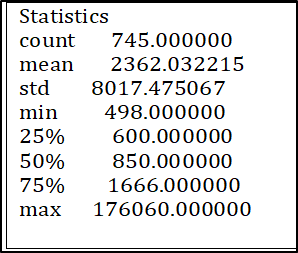 Statistics
count 745.000000
mean 2362.032215
std 8017.475067
min 498.000000
25% 600.000000
50% 850.000000
75% 1666.000000
max 176060.000000